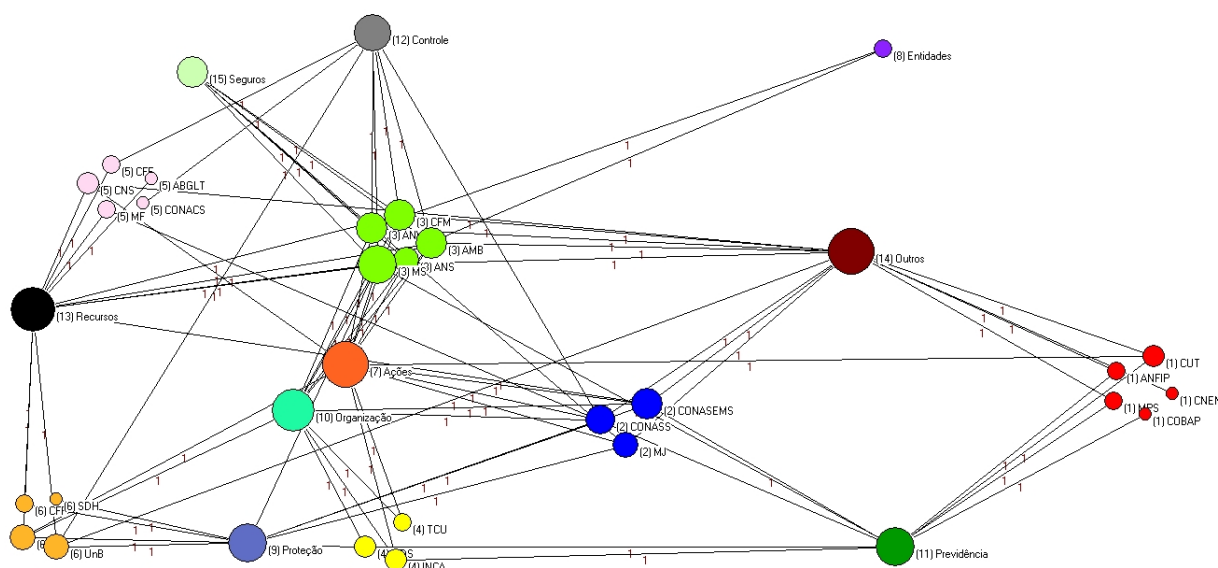 (12) Controle
(8) Entidades
(15) Seguros
(5) CFF
(5) ABGLT
(5) CNS
(5) CONACS
(5) MF
(3) CFM
(3) AMB
(3) ANS
(3) MS
(14) Outros
(13) Recursos
(1) CUT
(7) Ações
(1) ANFIP
(2) CONASEMS
(1) MPS
(1) COBAP
(10) Organização
(2) CONASS
(2) MJ
(6) SDH
(4) TCU
(6) UnB
(9) Proteção
(11) Previdência